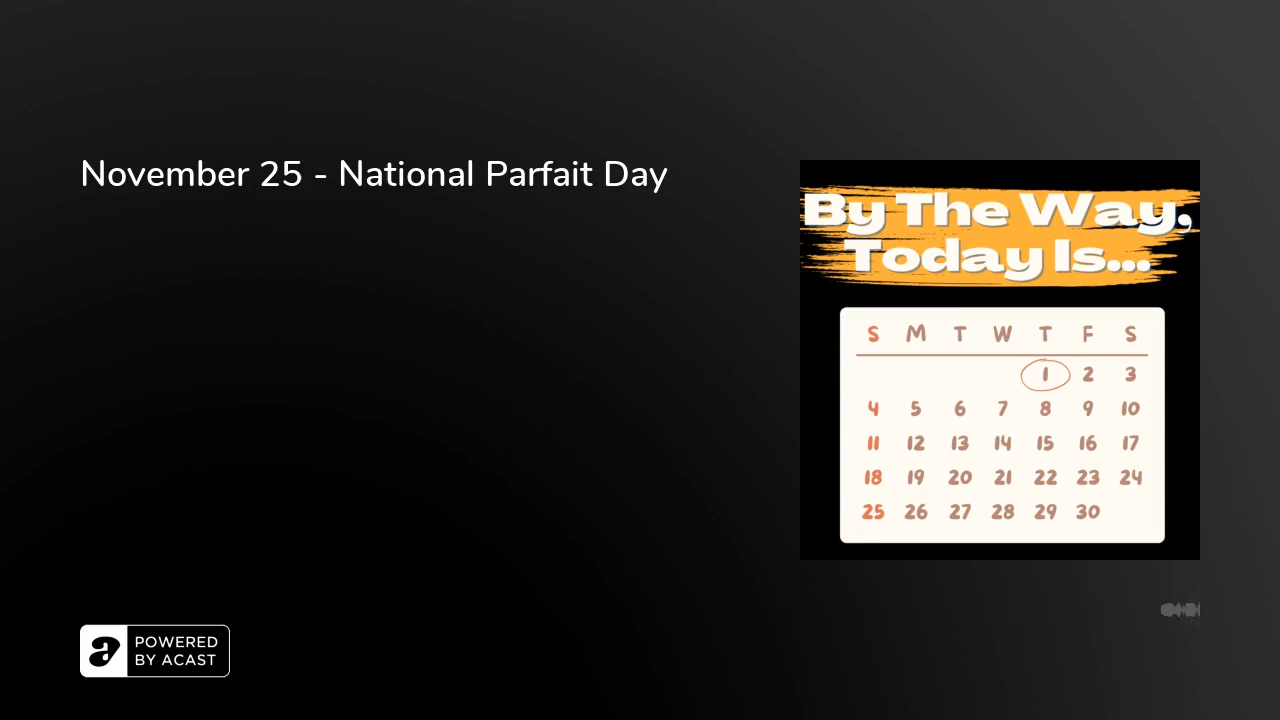 November 25 - National Parfait Day
By The Way,
Today Is...
S M T W T F S
1 2 3
4 5 6 7 8 9 10
11 12 13 14 15 16 17
18 19 20 21 22 23 24
25 26 27 28 29 30
a
POWERED
BY ACAST